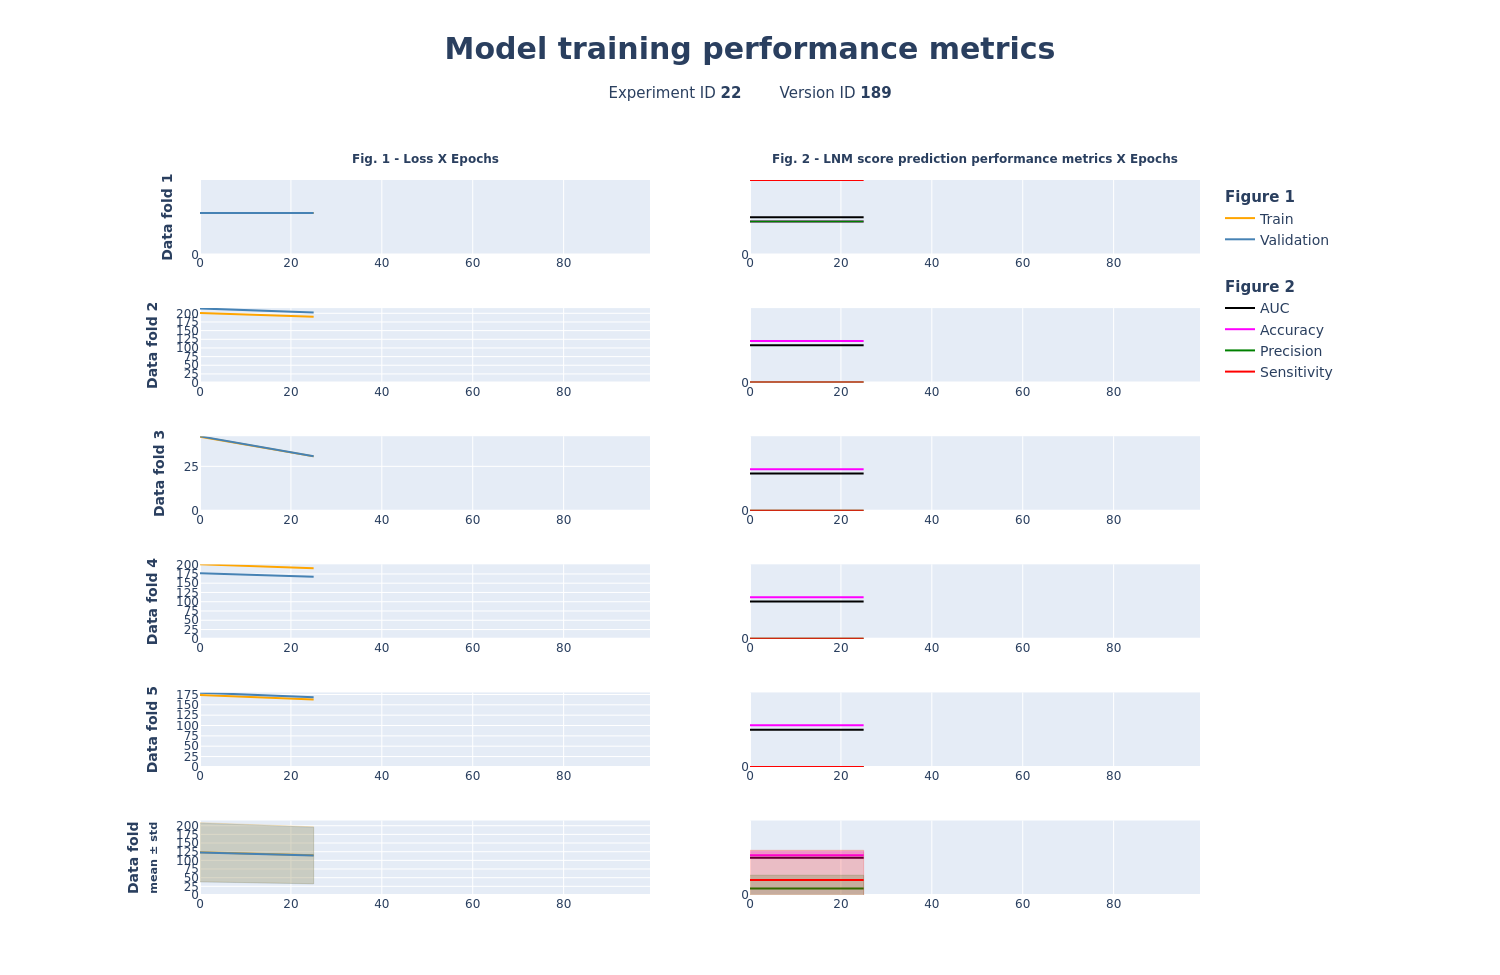 Model training performance metrics
Experiment ID 22 Version ID 189
Fig. 1 - Loss X Epochs
Fig. 2 - LNM score prediction performance metrics X Epochs
Data fold 1
0
0 20 40 60 80
0
0 20 40 60 80
Figure 1
Train
Validation
Figure 2
AUC
Accuracy
Precision
Sensitivity
Data fold 2
200
175
150
125
100
75
50
25
0
0 20 40 60 80
0
0 20 40 60 80
Data fold 3
25
0
0 20 40 60 80
0
0 20 40 60 80
Data fold 4
200
175
150
125
100
75
50
25
0
0 20 40 60 80
0
0 20 40 60 80
Data fold 5
175
150
125
100
75
50
25
0
0 20 40 60 80
0
0 20 40 60 80
Data fold
mean ± std
200
175
150
125
100
75
50
25
0
0 20 40 60 80
0
0 20 40 60 80